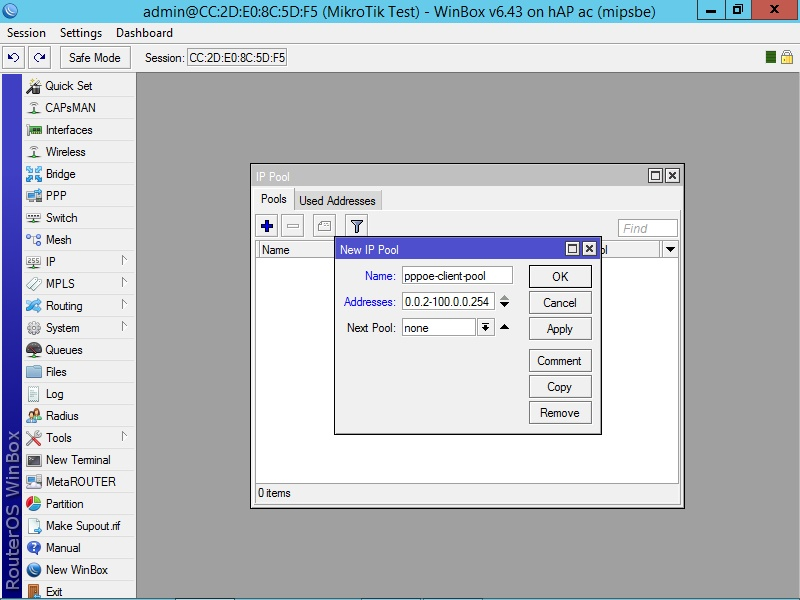 admin@CC:2D:E0:8C:5D:F5 (MikroTik Test) - WinBox v6.43 on hAP ac (mipsbe)
Session Settings Dashboard
Safe Mode Session: CC:2D:E0:8C:5D:F5
Quick Set
CAPsMAN
Interfaces
Wireless
Bridge
PPP
Switch
Mesh
IP
MPLS
Routing
System
Queues
Files
Log
Radius
Tools
New Terminal
MetaROUTER
Partition
Make Supout.rif
Manual
New WinBox
Exit
RouterOS WinBox
IP Pool
Pools Used Addresses
Find
Name
New IP Pool
Name: pppoe-client-pool
Addresses: 0.0.2-100.0.0.254
Next Pool: none
OK
Cancel
Apply
Comment
Copy
Remove
0 items